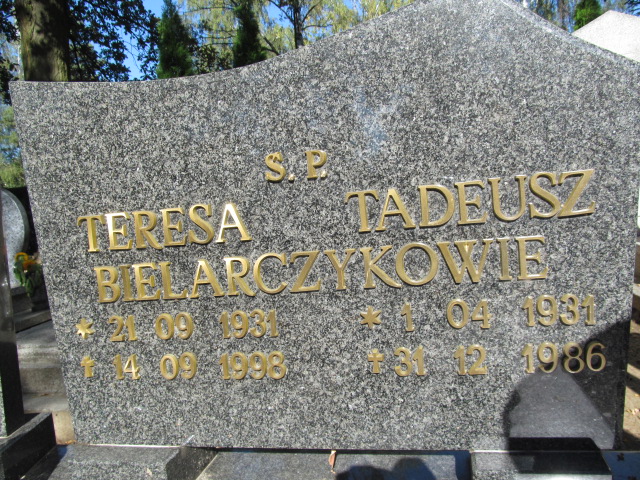 S. P.
TERESA TADEUSZ
BIELARCZYKOWIE
* 21 09 1931 * 1 04 1931
✝ 14 09 1998 ✝ 31 12 1986